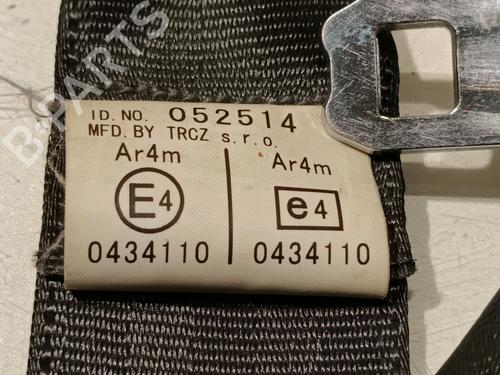 B-Parts
ID. NO. 052514
MFD. BY TRCZ s.r.o.
Ar4m Ar4m
E4 e4
0434110 0434110